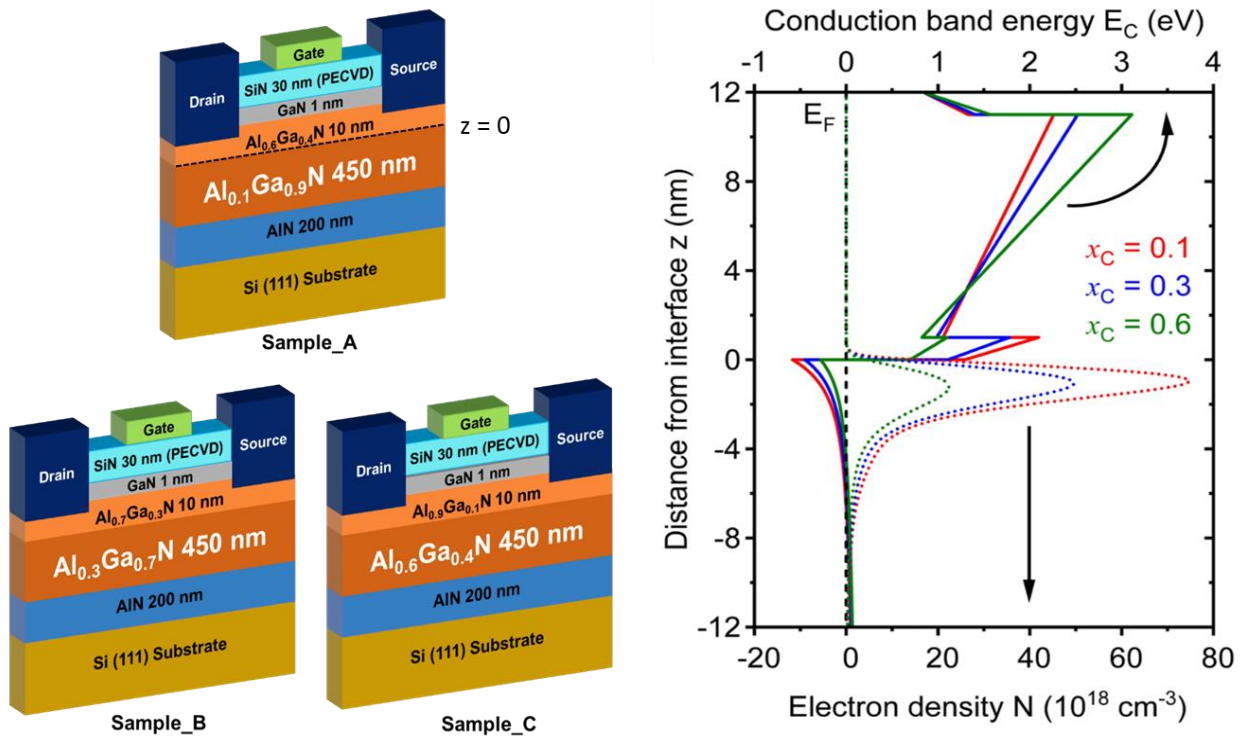 Gate
Drain
Source
SiN 30 nm (PECVD)
GaN 1 nm
Al0.6Ga0.4N 10 nm
z = 0
Al0.1Ga0.9N 450 nm
AlN 200 nm
Si (111) Substrate
Sample_A
Gate
Drain
Source
SiN 30 nm (PECVD)
GaN 1 nm
Al0.7Ga0.3N 10 nm
Al0.3Ga0.7N 450 nm
AlN 200 nm
Si (111) Substrate
Sample_B
Gate
Drain
Source
SiN 30 nm (PECVD)
GaN 1 nm
Al0.9Ga0.1N 10 nm
Al0.6Ga0.4N 450 nm
AlN 200 nm
Si (111) Substrate
Sample_C
Conduction band energy EC (eV)
-1 0 1 2 3 4
EF
xC = 0.1
xC = 0.3
xC = 0.6
Distance from interface z (nm)
12
8
4
0
-4
-8
-12
-20 0 20 40 60 80
Electron density N (10^18 cm^-3)